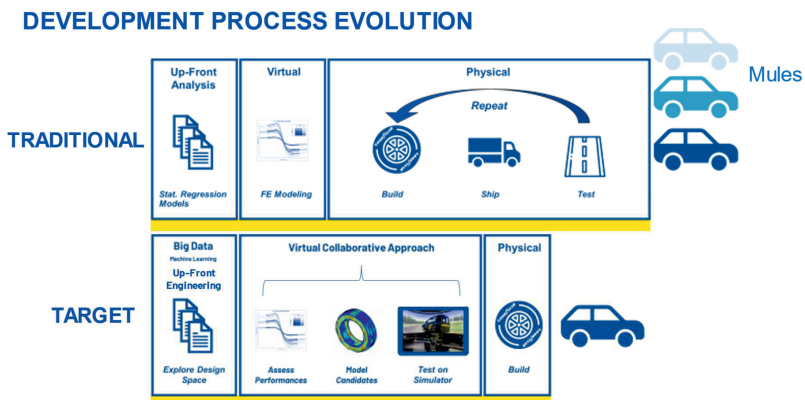 DEVELOPMENT PROCESS EVOLUTION
Mules
TRADITIONAL
Up-Front
Analysis
Stat. Regression
Models
Virtual
FE Modeling
Physical
Repeat
Build
Ship
Test
TARGET
Big Data
Machine Learning
Up-Front
Engineering
Explore Design
Space
Virtual Collaborative Approach
Assess
Performances
Model
Candidates
Test on
Simulator
Physical
Build